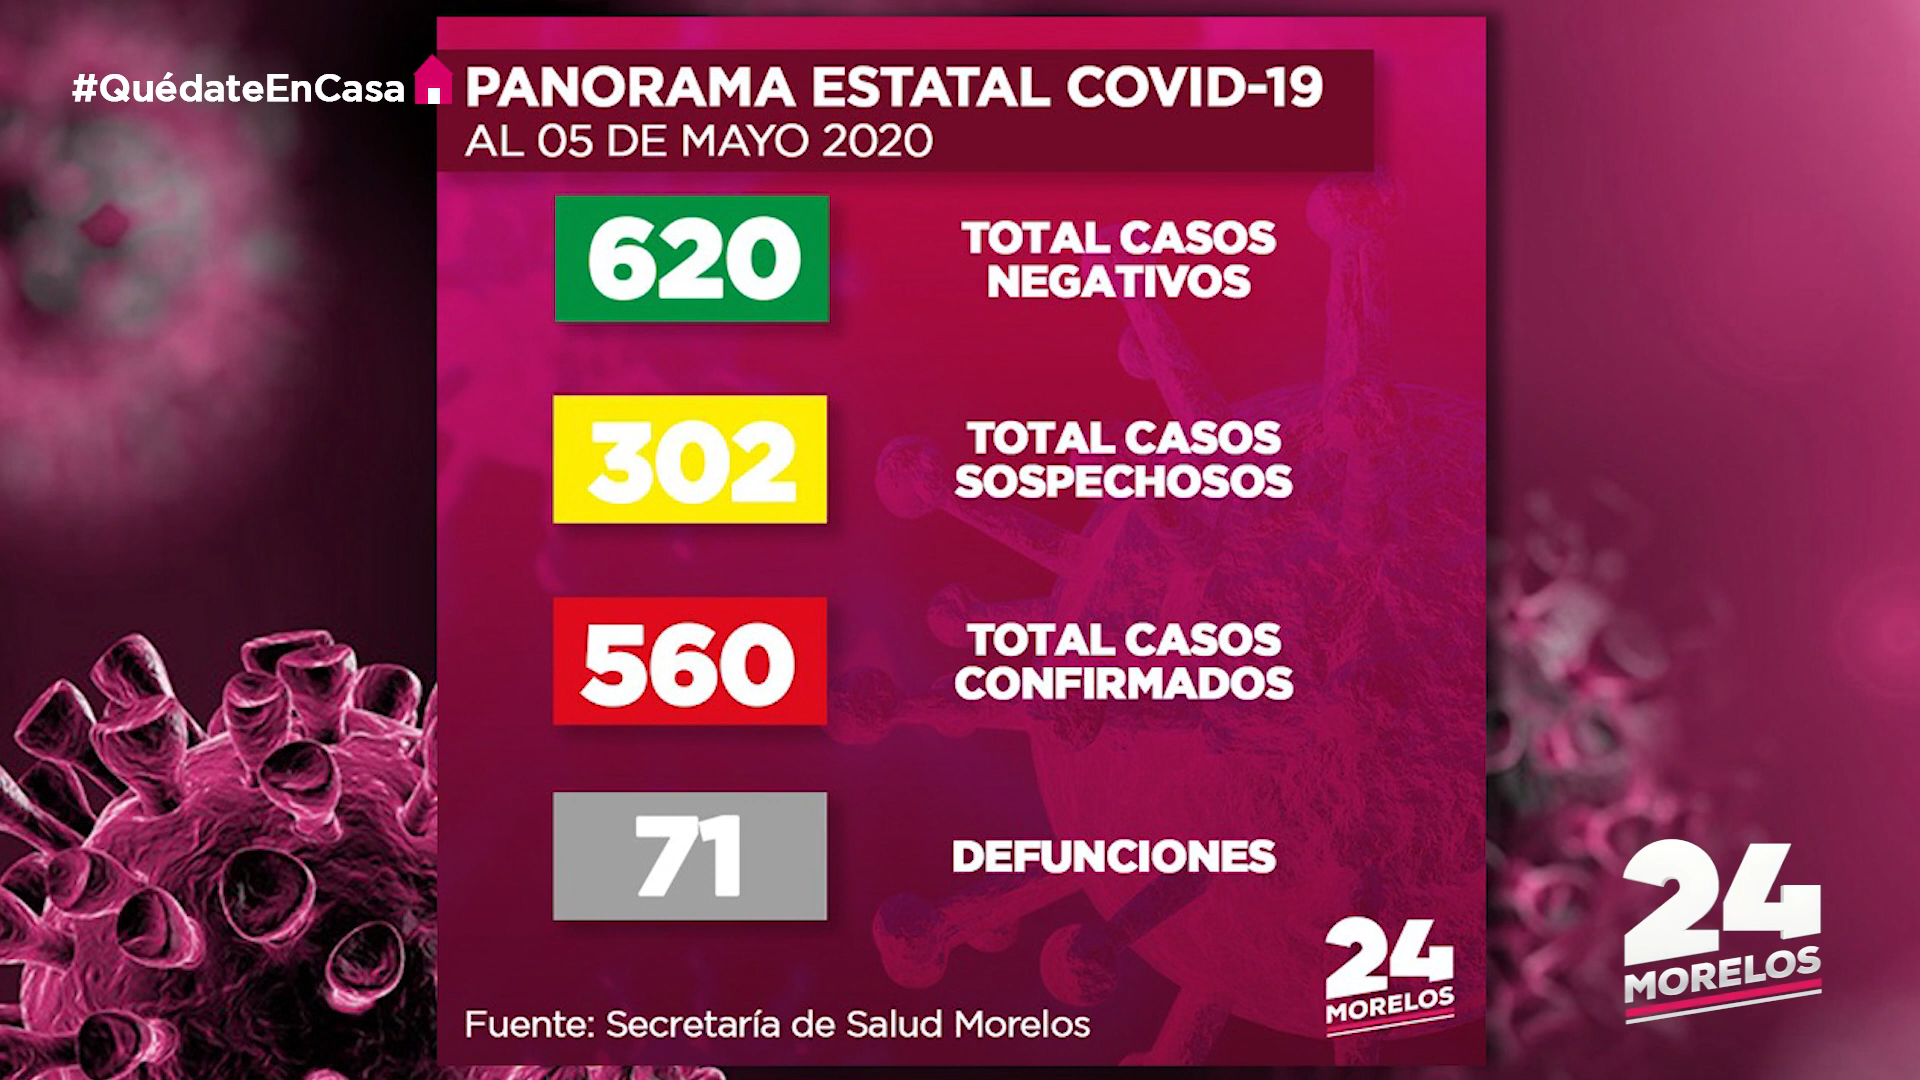 #QuédateEnCasa
PANORAMA ESTATAL COVID-19
AL 05 DE MAYO 2020
620
TOTAL CASOS
NEGATIVOS
302
TOTAL CASOS
SOSPECHOSOS
560
TOTAL CASOS
CONFIRMADOS
71
DEFUNCIONES
24
MORELOS
Fuente: Secretaría de Salud Morelos
24
MORELOS